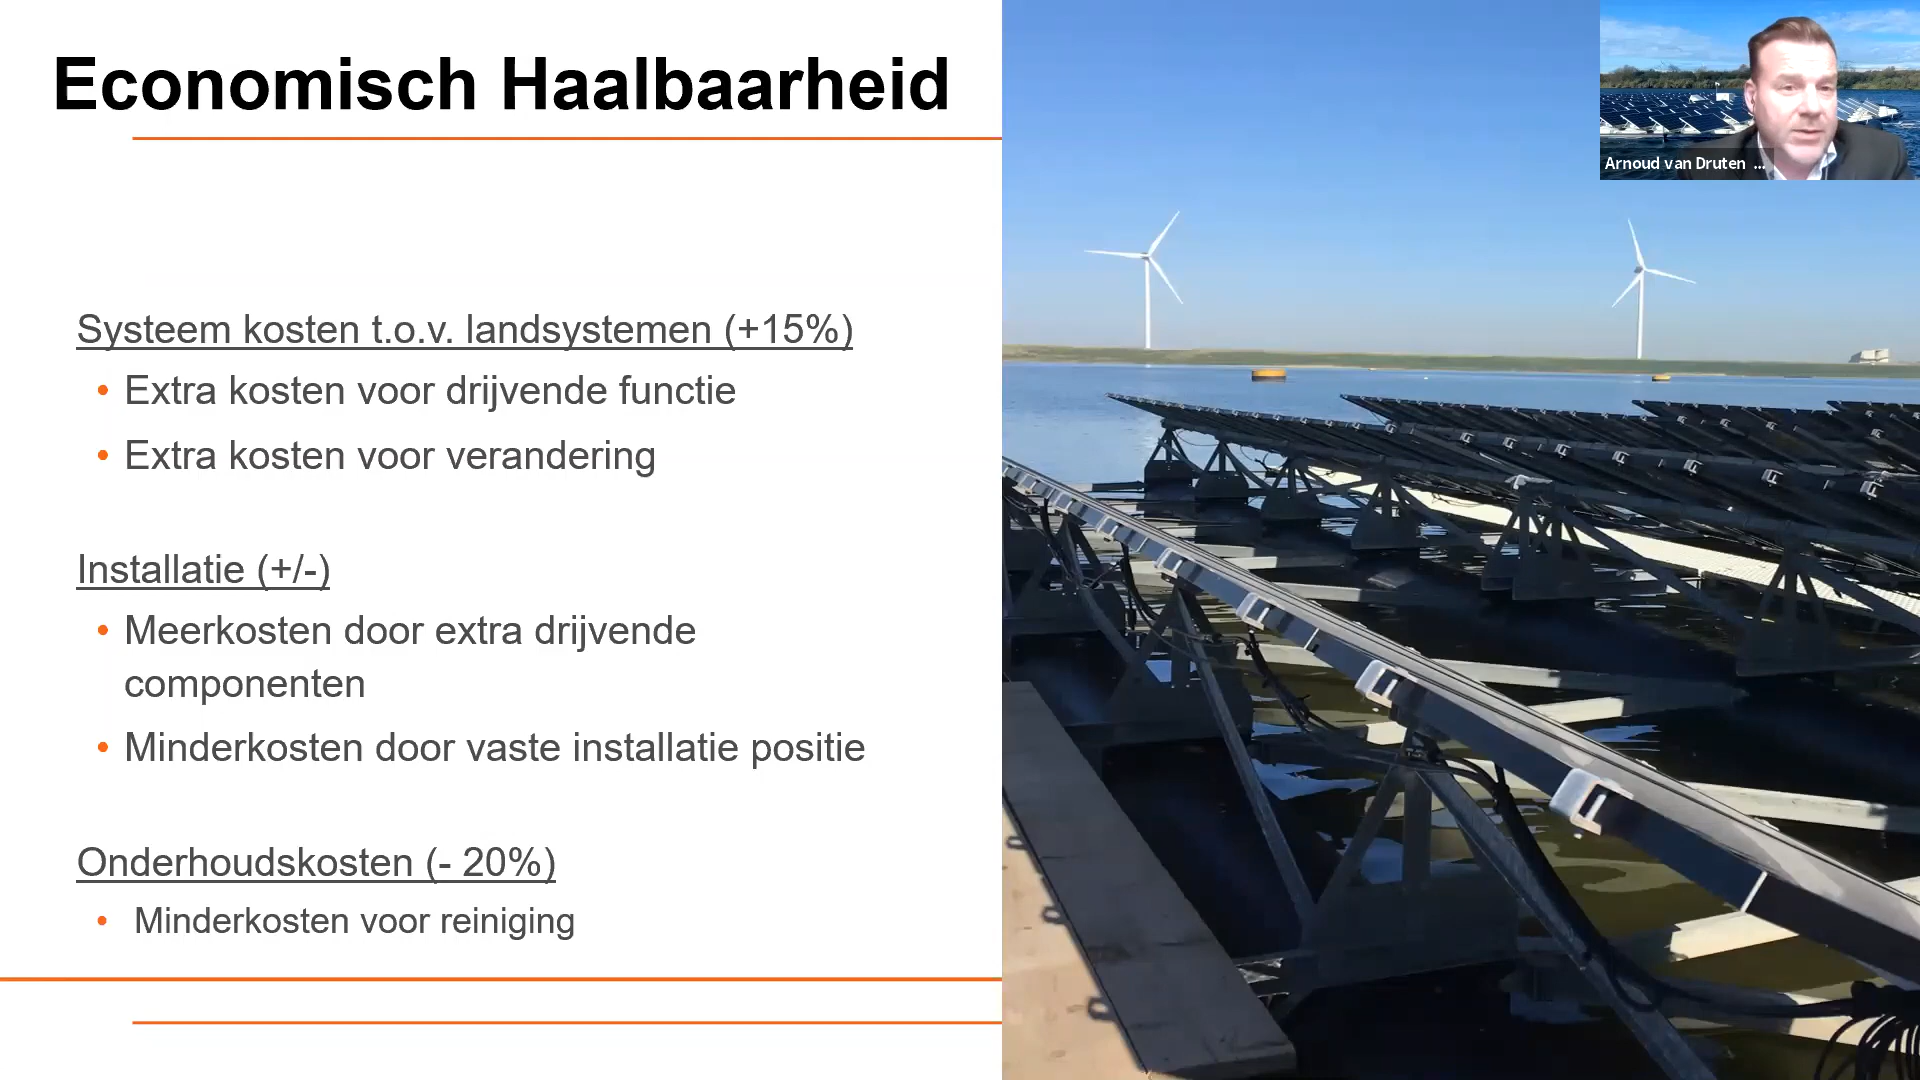 Economisch Haalbaarheid
Arnoud van Druten ...
Systeem kosten t.o.v. landsystemen (+15%)
• Extra kosten voor drijvende functie
• Extra kosten voor verandering
Installatie (+/-)
• Meerkosten door extra drijvende
componenten
• Minderkosten door vaste installatie positie
Onderhoudskosten (- 20%)
• Minderkosten voor reiniging